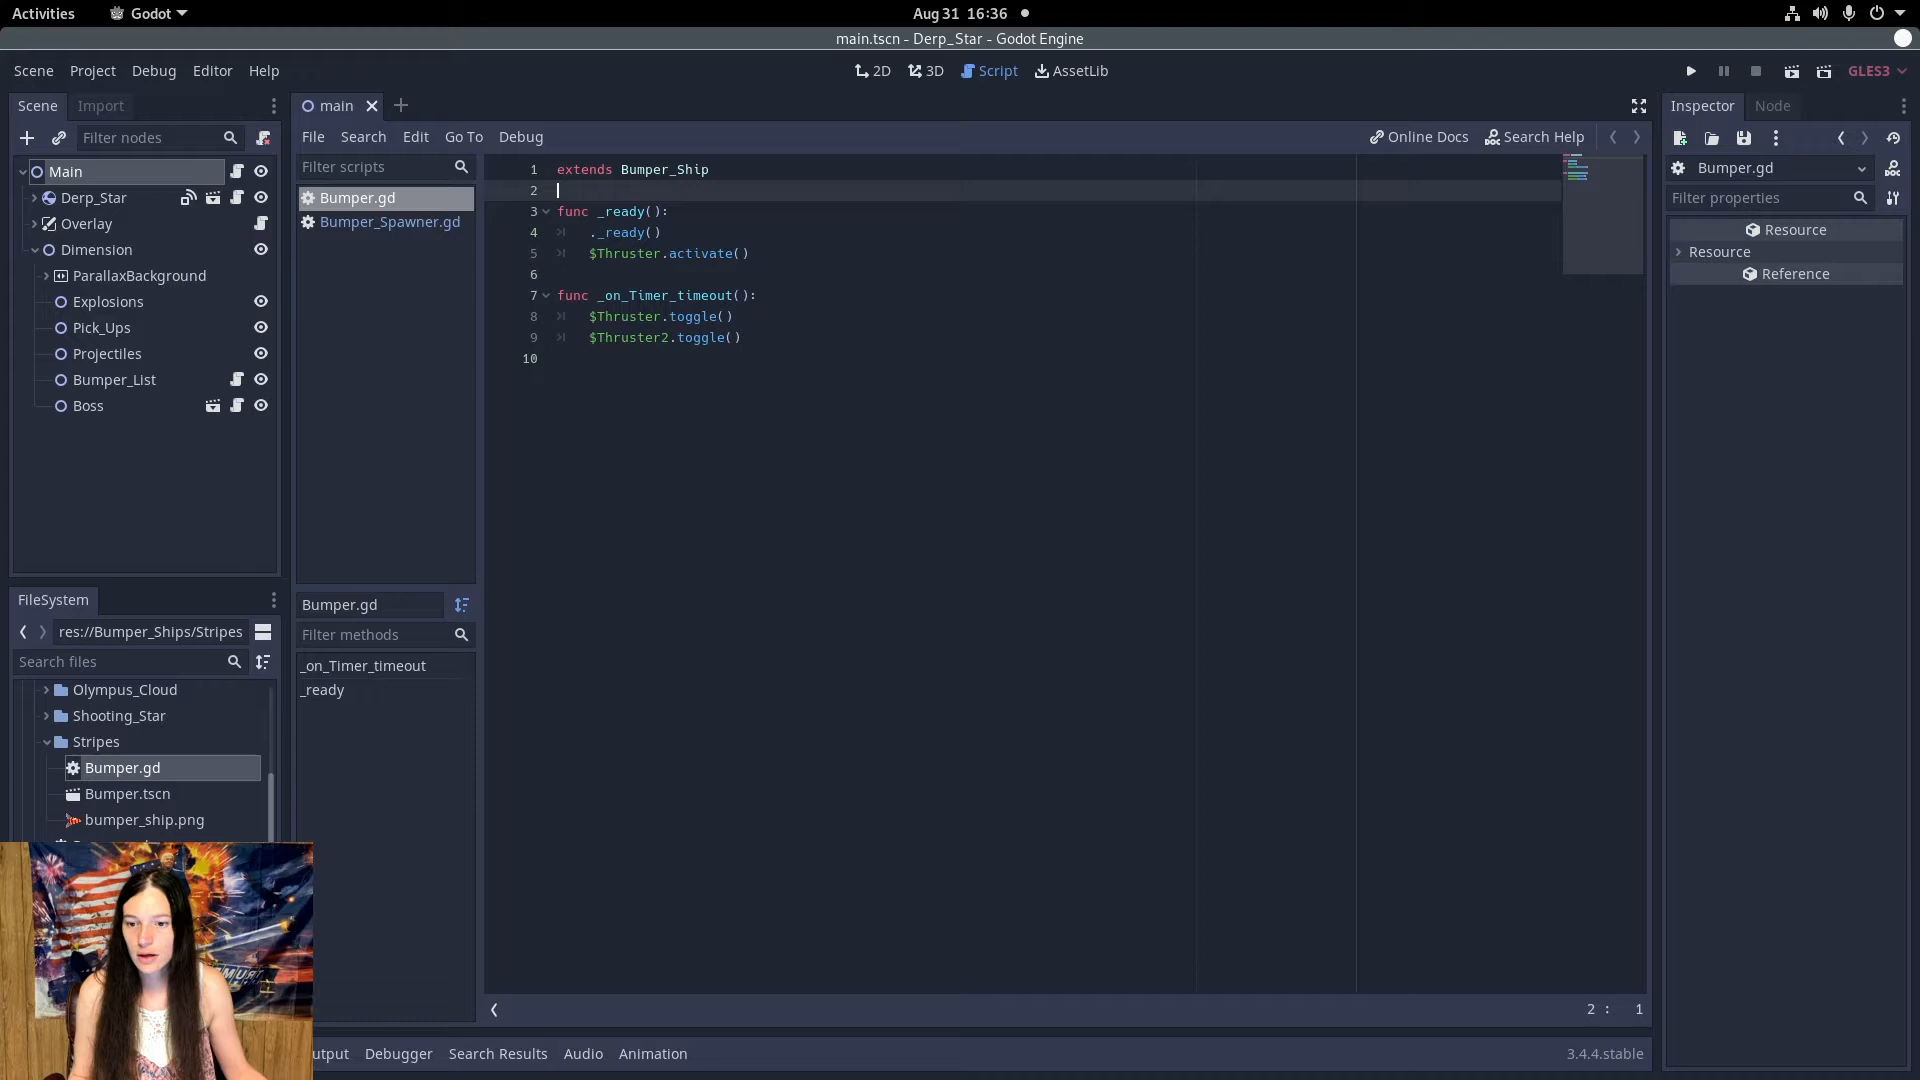 Activities
Godot
Aug 31 16:36
main.tscn - Derp_Star - Godot Engine
Scene Project Debug Editor Help
2D 3D Script AssetLib
GLES3
Scene Import
Filter nodes
Main
Derp_Star
Overlay
Dimension
ParallaxBackground
Explosions
Pick_Ups
Projectiles
Bumper_List
Boss
FileSystem
res://Bumper_Ships/Stripes
Search files
Olympus_Cloud
Shooting_Star
Stripes
Bumper.gd
Bumper.tscn
bumper_ship.png
main
File Search Edit Go To Debug
Online Docs Search Help
Filter scripts
Bumper.gd
Bumper_Spawner.gd
Bumper.gd
Filter methods
_on_Timer_timeout
_ready
1 extends Bumper_Ship
2
3 func _ready():
4 ._ready()
5 $Thruster.activate()
6
7 func _on_Timer_timeout():
8 $Thruster.toggle()
9 $Thruster2.toggle()
10
2 : 1
utput Debugger Search Results Audio Animation
3.4.4.stable
Inspector Node
Bumper.gd
Filter properties
Resource
Resource
Reference